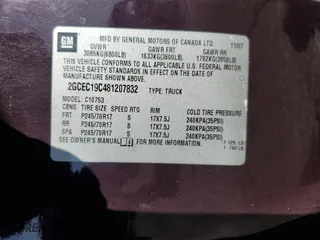 GM
MFD BY GENERAL MOTORS OF CANADA LTD 11/07
GVWR GAWR FRT GAWR RR
3085KG(6800LB) 1633KG(3600LB) 1792KG(3950LB)
THIS VEHICLE CONFORMS TO ALL APPLICABLE U.S. FEDERAL
MOTOR VEHICLE SAFETY
STANDARDS IN EFFECT ON THE DATE
OF MANUFACTURE SHOWN ABOVE.
2GCEC19C481207832 TYPE: TRUCK
MODEL: C10753
TIRE SIZE SPEED RTG RIM COLD TIRE PRESSURE
FRT P245/70R17 S 17X7.5J 240KPA(35PSI)
RR P245/70R17 S 17X7.5J 240KPA(35PSI)
SPA P245/70R17 S 17X7.5J 240KPA(35PSI)
SEE OWNER'S MANUAL FOR ADDITIONAL INFORMATION.